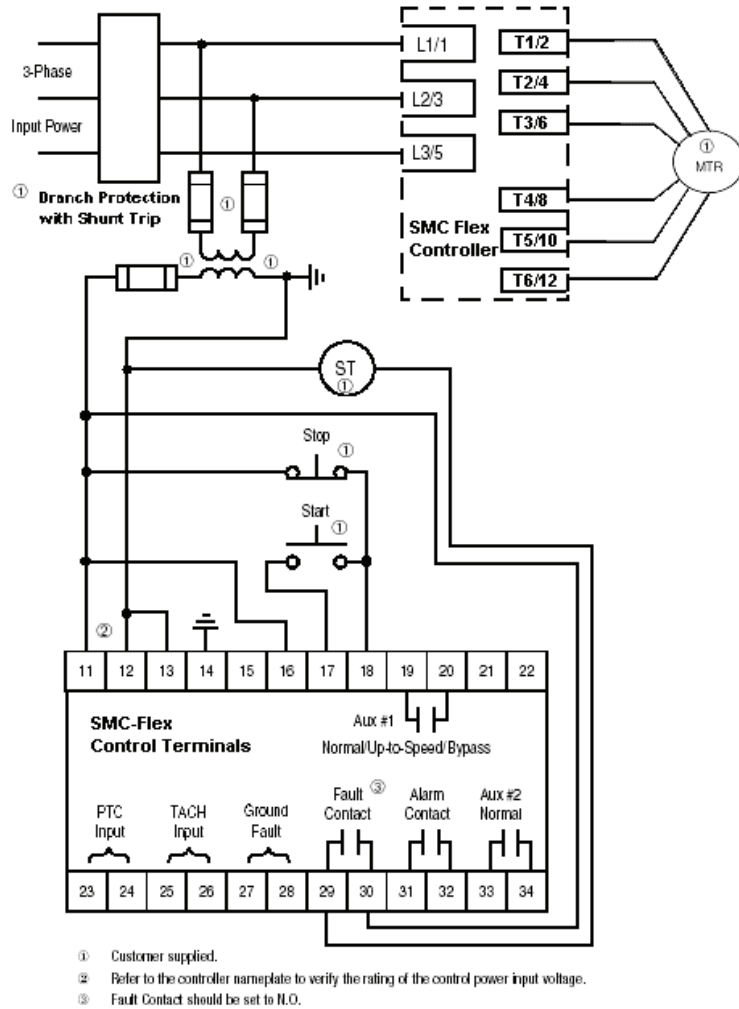 3-Phase
Input Power
① Branch Protection
with Shunt Trip
①
①
①
L1/1
L2/3
L3/5
T1/2
T2/4
T3/6
T4/8
T5/10
T6/12
SMC Flex
Controller
①
MTR
ST
①
Stop
①
Start
①
②
11 12 13 14 15 16 17 18 19 20 21 22
SMC-Flex
Control Terminals
Aux #1
Normal/Up-to-Speed/Bypass
PTC
Input
TACH
Input
Ground
Fault
Fault ③
Contact
Alarm
Contact
Aux #2
Normal
23 24 25 26 27 28 29 30 31 32 33 34
① Customer supplied.
② Refer to the controller nameplate to verify the rating of the control power input voltage.
③ Fault Contact should be set to N.O.